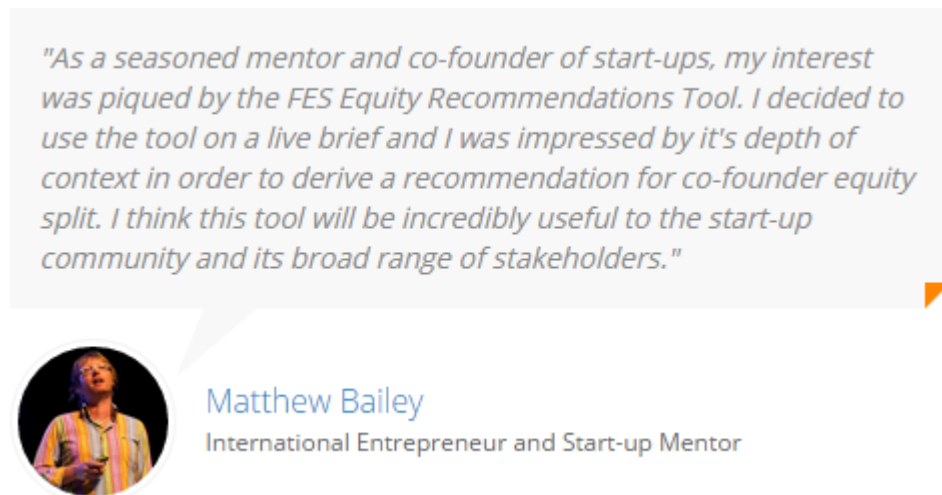 "As a seasoned mentor and co-founder of start-ups, my interest
was piqued by the FES Equity Recommendations Tool. I decided to
use the tool on a live brief and I was impressed by it's depth of
context in order to derive a recommendation for co-founder equity
split. I think this tool will be incredibly useful to the start-up
community and its broad range of stakeholders."
Matthew Bailey
International Entrepreneur and Start-up Mentor